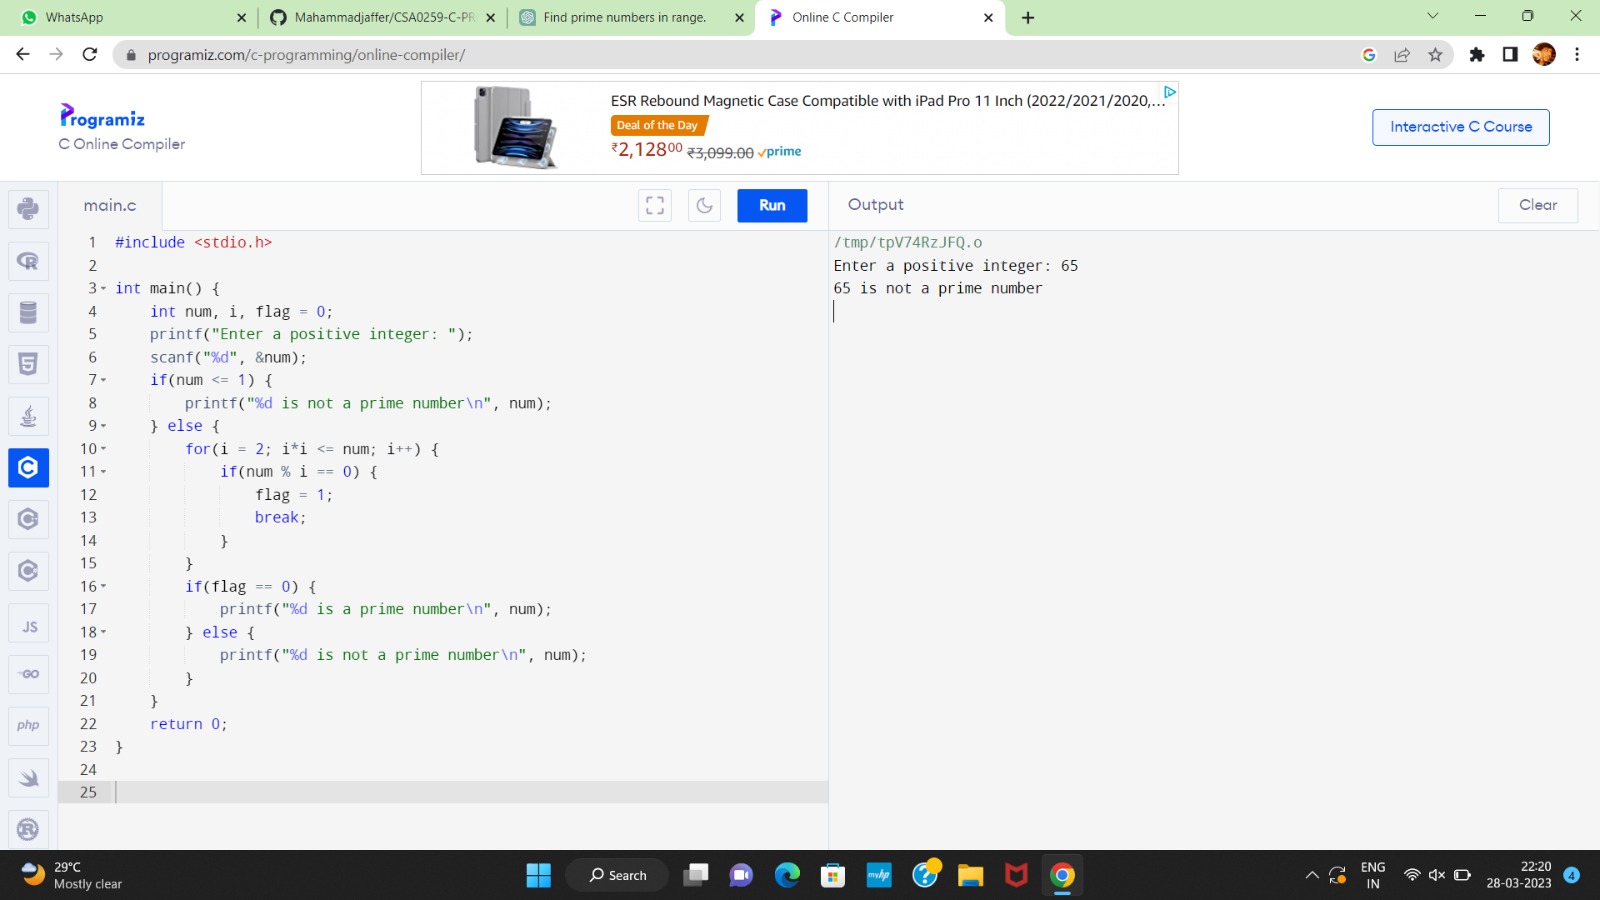 WhatsApp
Mahammadjaffer/CSA0259-C-PR
Find prime numbers in range.
Online C Compiler
programiz.com/c-programming/online-compiler/
Programiz
C Online Compiler
ESR Rebound Magnetic Case Compatible with iPad Pro 11 Inch (2022/2021/2020,...
Deal of the Day
₹2,128⁰⁰ ₹3,099.00 prime
Interactive C Course
main.c
Run
Output
Clear
1 #include <stdio.h>
2
3 int main() {
4     int num, i, flag = 0;
5     printf("Enter a positive integer: ");
6     scanf("%d", &num);
7     if(num <= 1) {
8         printf("%d is not a prime number\n", num);
9     } else {
10         for(i = 2; i*i <= num; i++) {
11             if(num % i == 0) {
12                 flag = 1;
13                 break;
14             }
15         }
16         if(flag == 0) {
17             printf("%d is a prime number\n", num);
18         } else {
19             printf("%d is not a prime number\n", num);
20         }
21     }
22     return 0;
23 }
24
25
/tmp/tpV74RzJFQ.o
Enter a positive integer: 65
65 is not a prime number
JS
GO
php
29°C
Mostly clear
Search
myhp
ENG
IN
22:20
28-03-2023
4